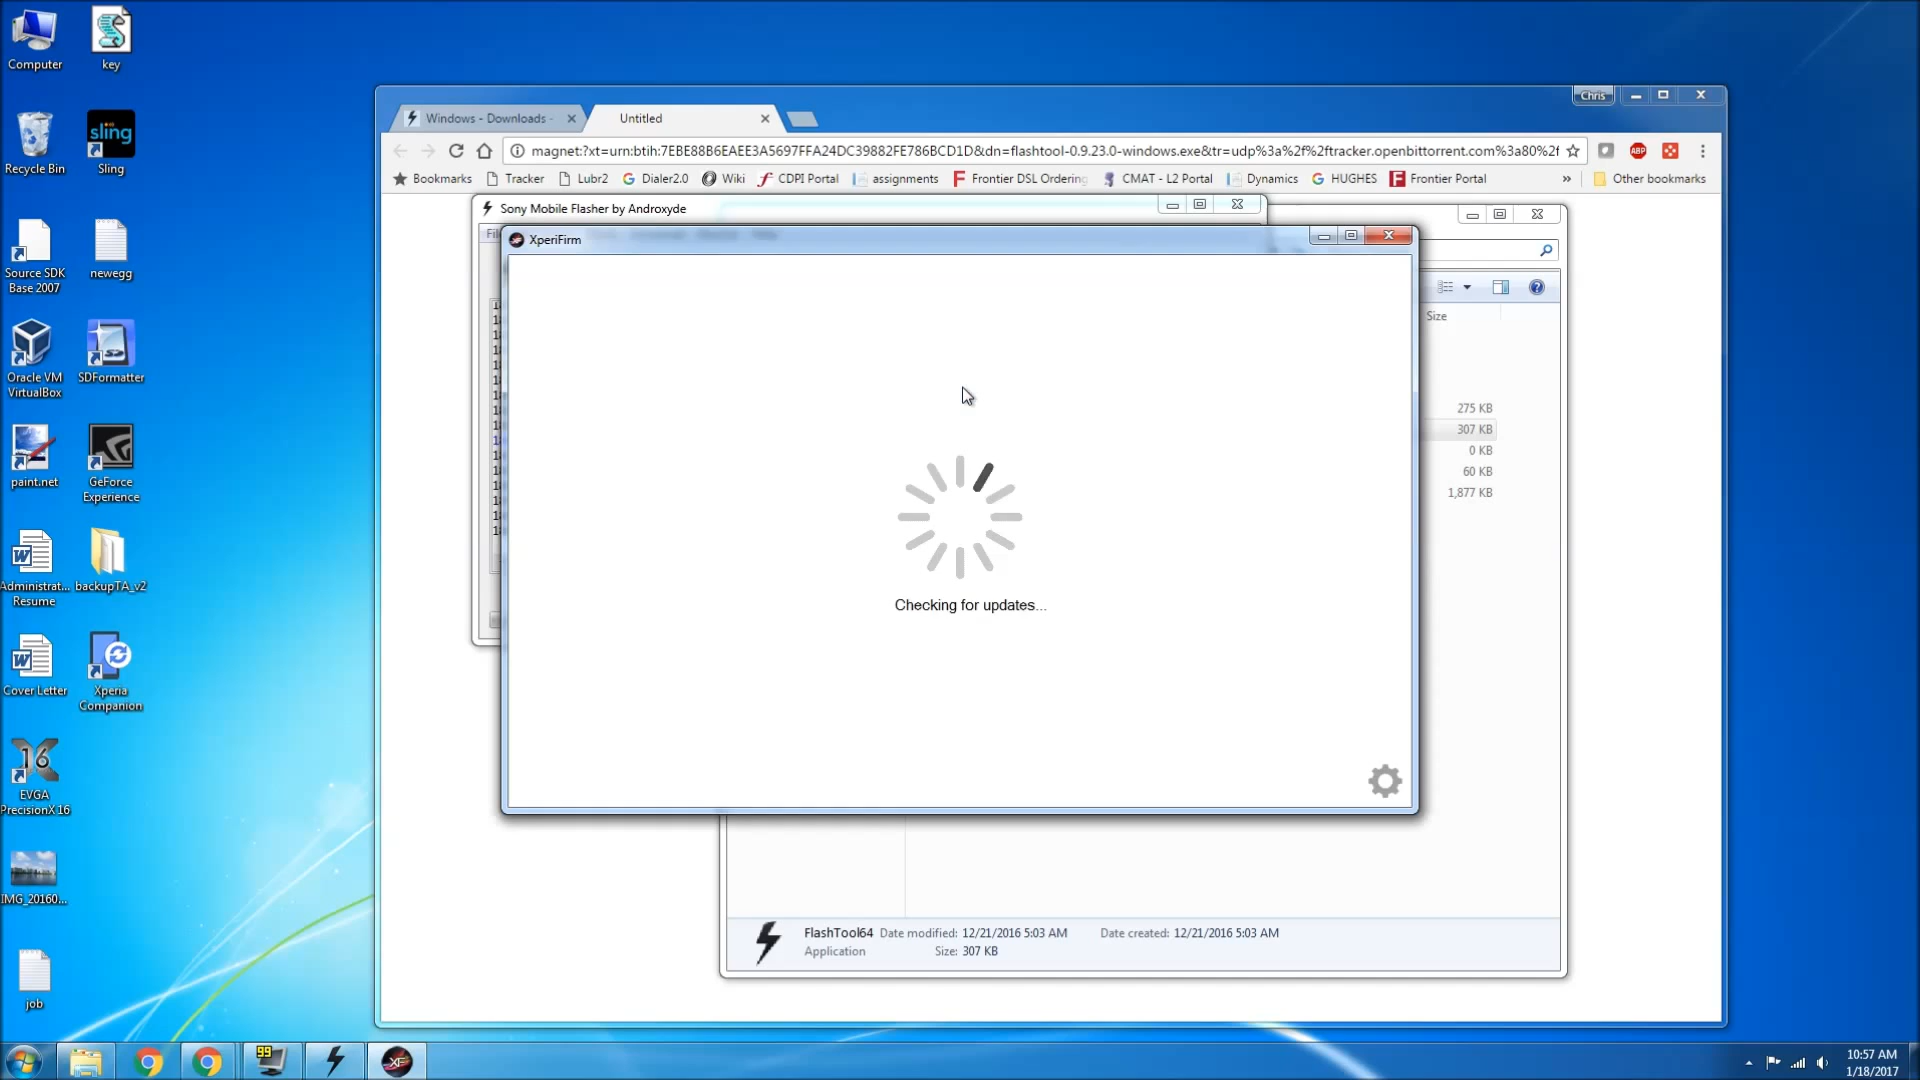 Computer
key
Recycle Bin
sling
Sling
Source SDK
Base 2007
newegg
Oracle VM
VirtualBox
SDFormatter
paint.net
GeForce
Experience
Administrat...
Resume
backupTA_v2
Cover Letter
Xperia
Companion
16
EVGA
PrecisionX 16
IMG_20160...
job
Chris
Windows - Downloads -
Untitled
magnet:?xt=urn:btih:7EBE88B6EAEE3A5697FFA24DC39882FE786BCD1D&dn=flashtool-0.9.23.0-windows.exe&tr=udp%3a%2f%2ftracker.openbittorrent.com%3a80%2f
ABP
Bookmarks
Tracker
Lubr2
Dialer2.0
Wiki
CDPI Portal
assignments
Frontier DSL Ordering
CMAT - L2 Portal
Dynamics
HUGHES
Frontier Portal
»
Other bookmarks
Sony Mobile Flasher by Androxyde
XperiFirm
Size
275 KB
307 KB
0 KB
60 KB
1,877 KB
Checking for updates...
FlashTool64 Date modified: 12/21/2016 5:03 AM Date created: 12/21/2016 5:03 AM
Application Size: 307 KB
99
XF
10:57 AM
1/18/2017